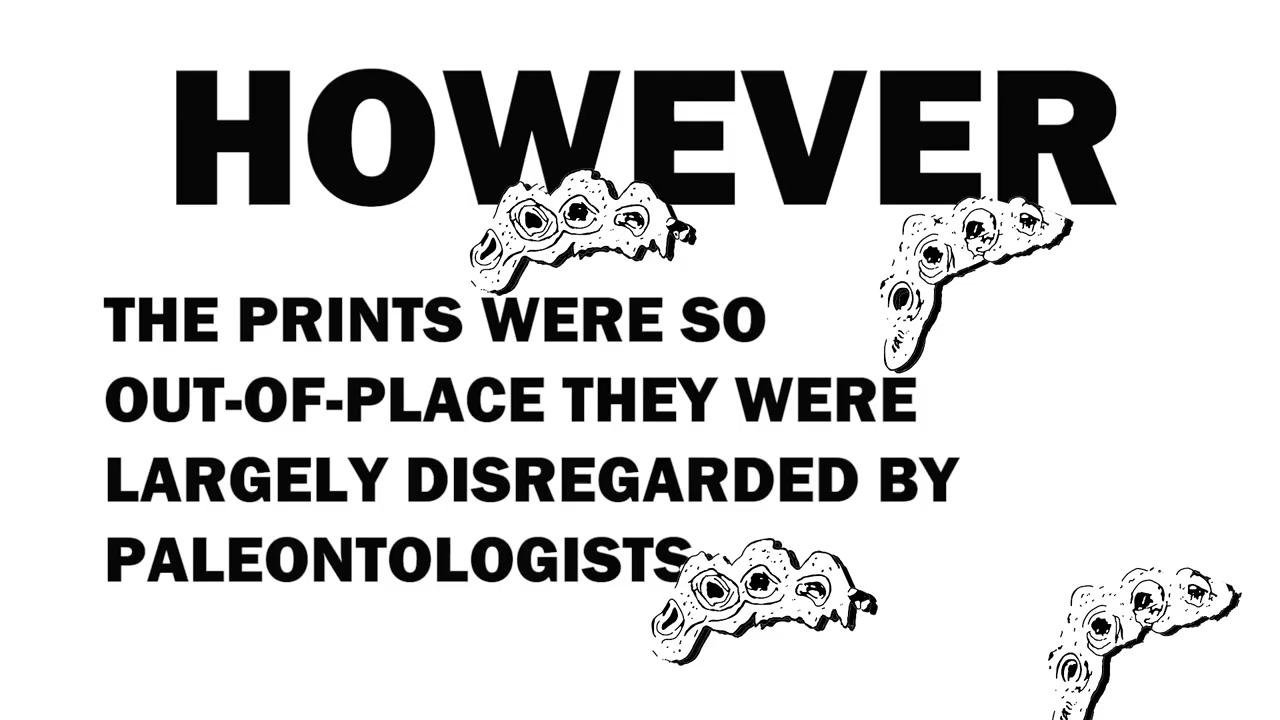 HOWEVER
THE PRINTS WERE SO
OUT-OF-PLACE THEY WERE
LARGELY DISREGARDED BY
PALEONTOLOGISTS